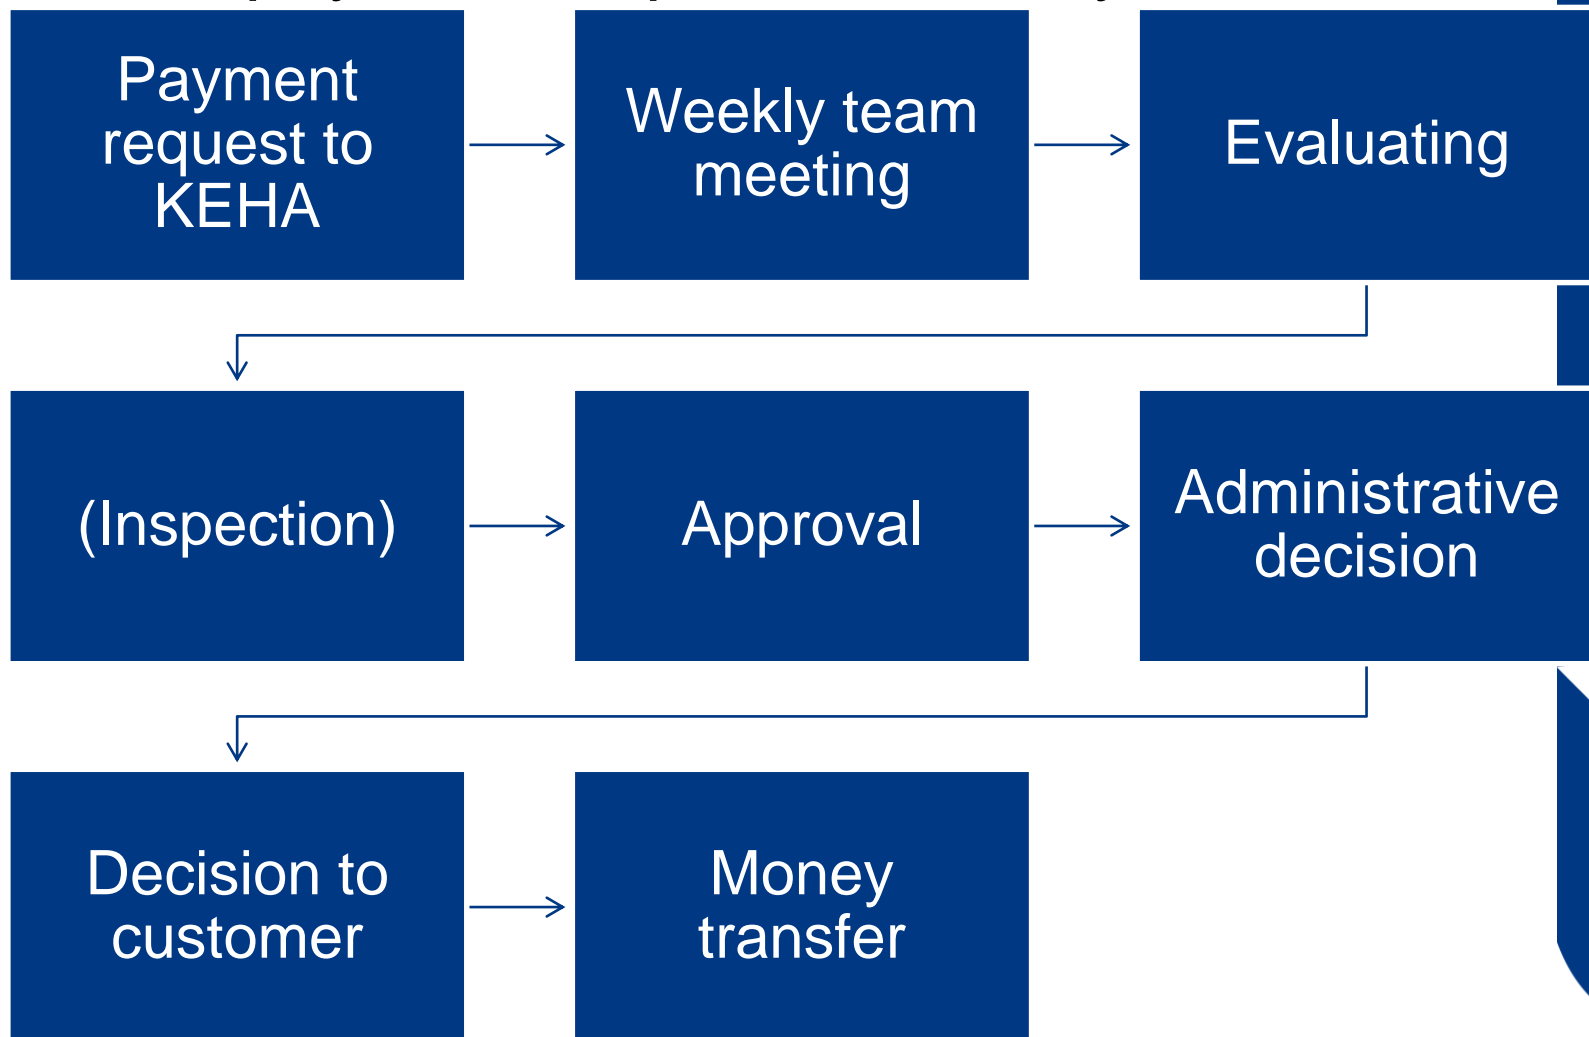 Payment
request to
KEHA
Weekly team
meeting
Evaluating
(Inspection)
Approval
Administrative
decision
Decision to
customer
Money
transfer